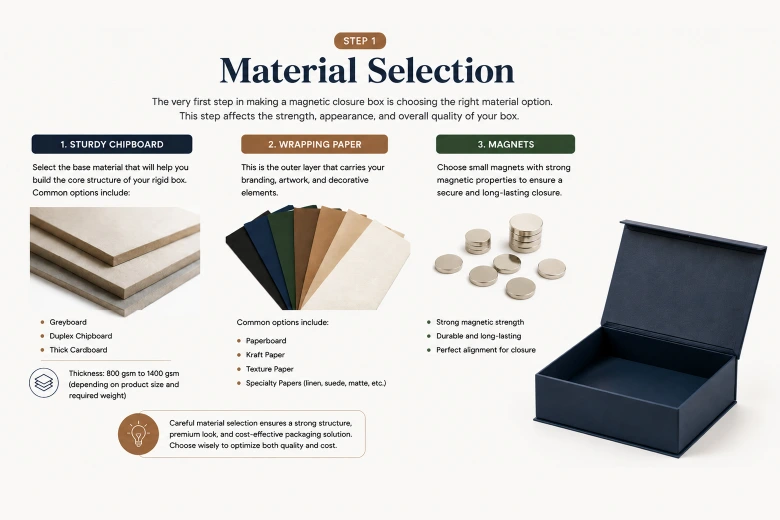 STEP 1
Material Selection
The very first step in making a magnetic closure box is choosing the right material option.
This step affects the strength, appearance, and overall quality of your box.
1. STURDY CHIPBOARD
Select the base material that will help you
build the core structure of your rigid box.
Common options include:
Greyboard
Duplex Chipboard
Thick Cardboard
Thickness: 800 gsm to 1400 gsm
(depending on product size and
required weight)
2. WRAPPING PAPER
This is the outer layer that carries your
branding, artwork, and decorative
elements.
Common options include:
Paperboard
Kraft Paper
Texture Paper
Specialty Papers (linen, suede, matte, etc.)
3. MAGNETS
Choose small magnets with strong
magnetic properties to ensure a
secure and long-lasting closure.
Strong magnetic strength
Durable and long-lasting
Perfect alignment for closure
Careful material selection ensures a strong structure,
premium look, and cost-effective packaging solution.
Choose wisely to optimize both quality and cost.